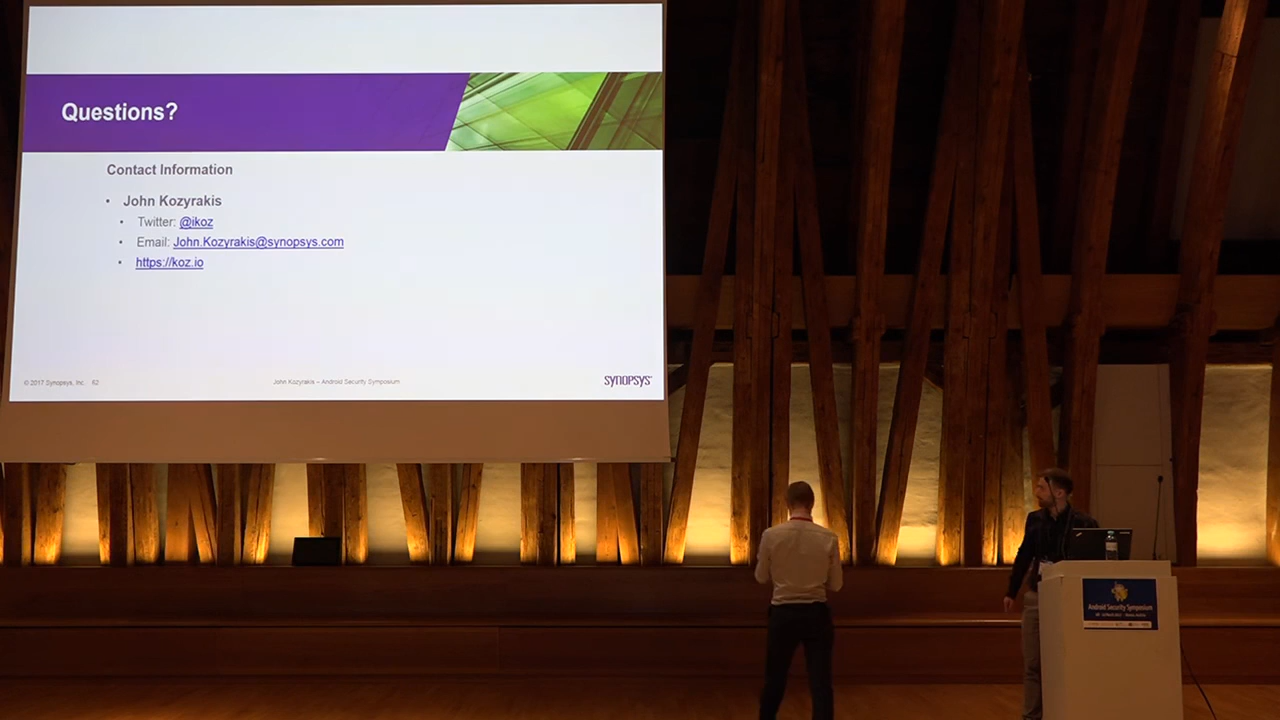 Questions?
Contact Information
• John Kozyrakis
• Twitter: @ikoz
• Email: John.Kozyrakis@synopsys.com
• https://koz.io
© 2017 Synopsys, Inc. 62
John Kozyrakis – Android Security Symposium
SYNOPSYS
Android Security Symposium